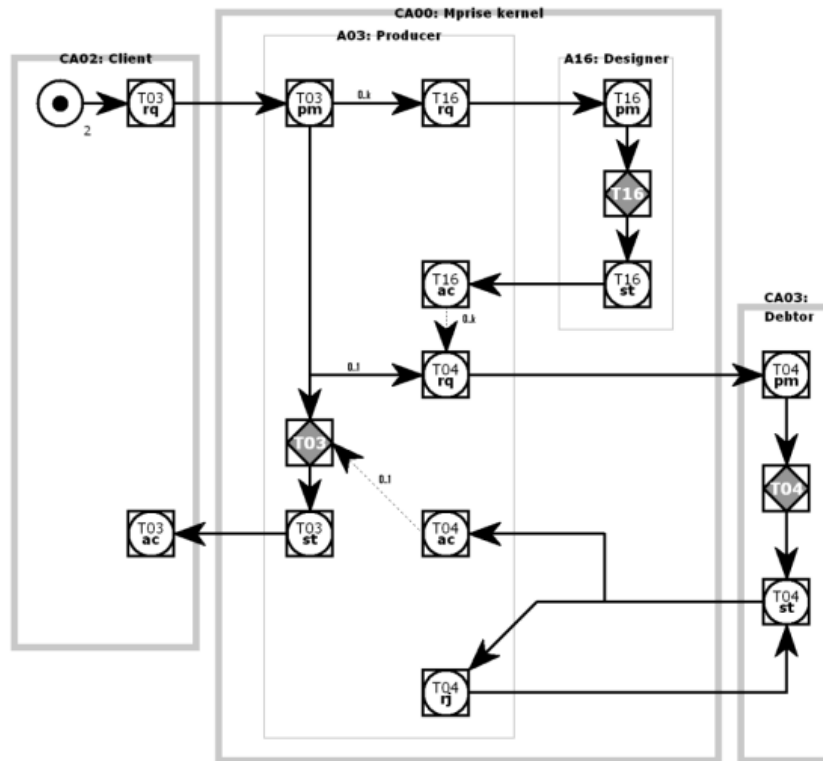 CA00: Mprise kernel
A03: Producer
CA02: Client
A16: Designer
T03
rq
2
T03
pm
0..k
T16
rq
T16
pm
T16
T16
st
T16
ac
0..k
CA03:
Debtor
0..1
T04
rq
T04
pm
T03
0..1
T04
T03
ac
T03
st
T04
ac
T04
st
T04
rj